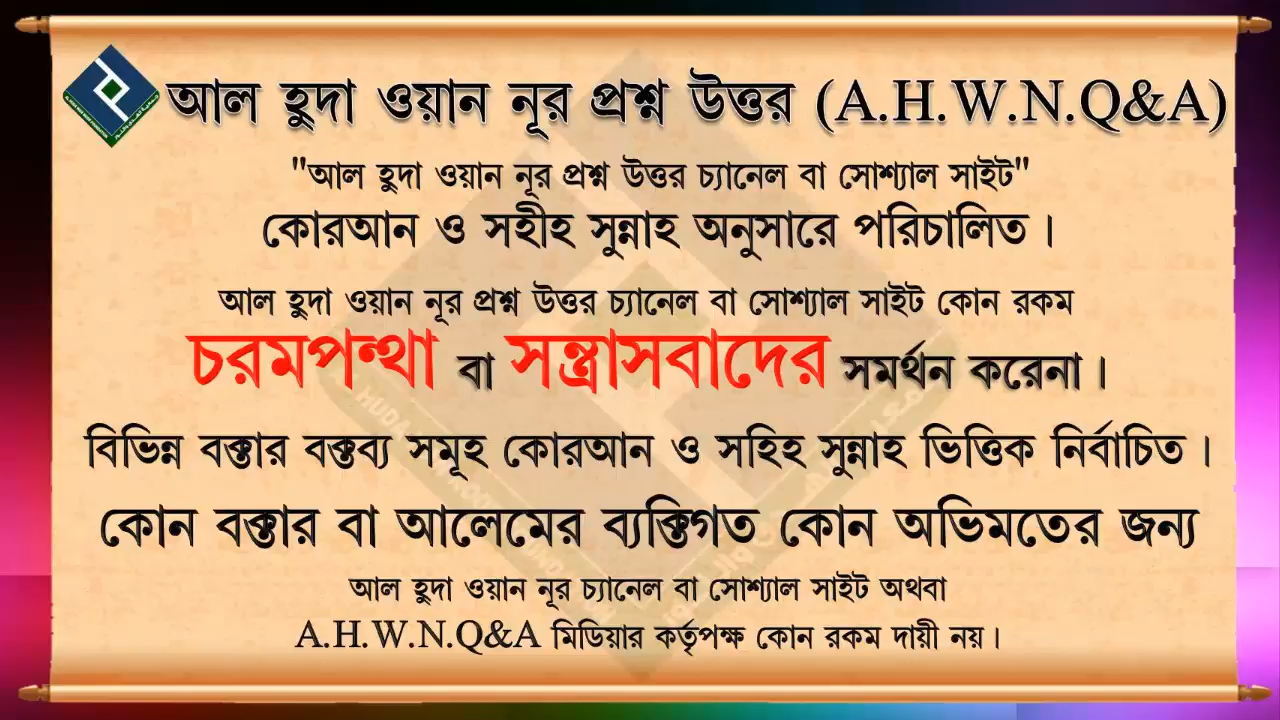 আল হুদা ওয়ান নূর প্রশ্ন উত্তর (A.H.W.N.Q&A)
"আল হুদা ওয়ান নূর প্রশ্ন উত্তর চ্যানেল বা সোশ্যাল সাইট"
কোরআন ও সহীহ সুন্নাহ অনুসারে পরিচালিত ।
আল হুদা ওয়ান নূর প্রশ্ন উত্তর চ্যানেল বা সোশ্যাল সাইট কোন রকম
চরমপন্থা বা সন্ত্রাসবাদের সমর্থন করেনা ।
বিভিন্ন বক্তার বক্তব্য সমূহ কোরআন ও সহিহ সুন্নাহ ভিত্তিক নির্বাচিত ।
কোন বক্তার বা আলেমের ব্যক্তিগত কোন অভিমতের জন্য
আল হুদা ওয়ান নূর চ্যানেল বা সোশ্যাল সাইট অথবা
A.H.W.N.Q&A মিডিয়ার কর্তৃপক্ষ কোন রকম দায়ী নয় ।